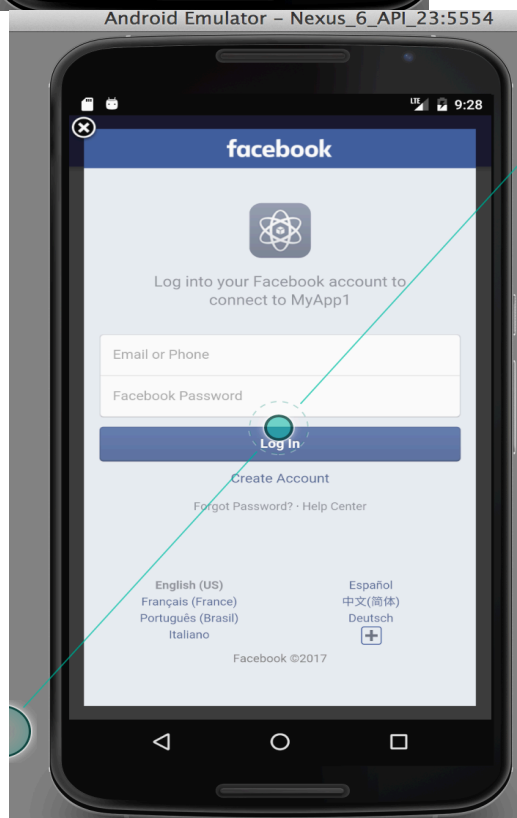 Android Emulator - Nexus_6_API_23:5554
LTE 9:28
facebook
Log into your Facebook account to
connect to MyApp1
Email or Phone
Facebook Password
Log In
Create Account
Forgot Password? · Help Center
English (US)
Español
Français (France)
中文(简体)
Português (Brasil)
Deutsch
Italiano
Facebook ©2017